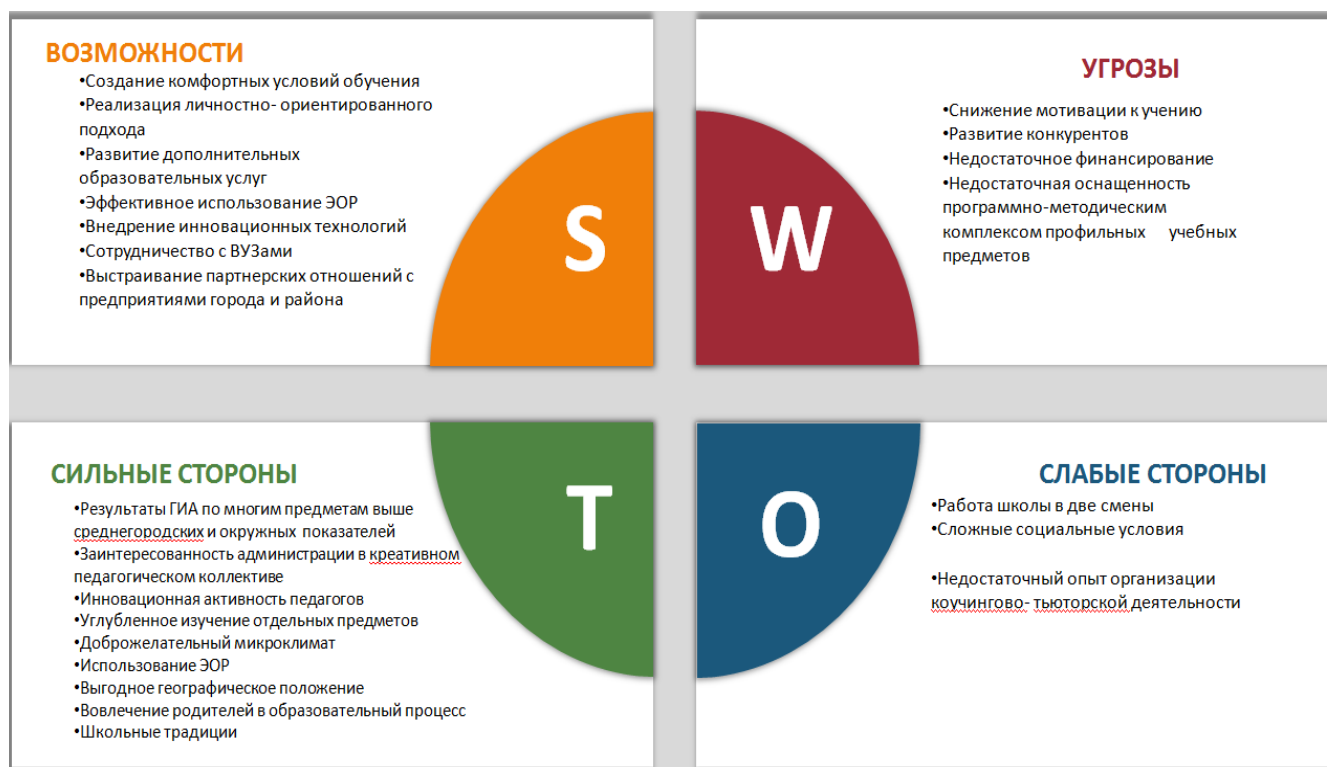 ВОЗМОЖНОСТИ
•Создание комфортных условий обучения
•Реализация личностно- ориентированного
подхода
•Развитие дополнительных
образовательных услуг
•Эффективное использование ЭОР
•Внедрение инновационных технологий
•Сотрудничество с ВУЗами
•Выстраивание партнерских отношений с
предприятиями города и района
S
УГРОЗЫ
•Снижение мотивации к учению
•Развитие конкурентов
•Недостаточное финансирование
•Недостаточная оснащенность
программно-методическим
комплексом профильных учебных
предметов
W
СИЛЬНЫЕ СТОРОНЫ
•Результаты ГИА по многим предметам выше
среднегородских и окружных показателей
•Заинтересованность администрации в креативном
педагогическом коллективе
•Инновационная активность педагогов
•Углубленное изучение отдельных предметов
•Доброжелательный микроклимат
•Использование ЭОР
•Выгодное географическое положение
•Вовлечение родителей в образовательный процесс
•Школьные традиции
T
СЛАБЫЕ СТОРОНЫ
•Работа школы в две смены
•Сложные социальные условия
•Недостаточный опыт организации
коучингово- тьюторской деятельности
O